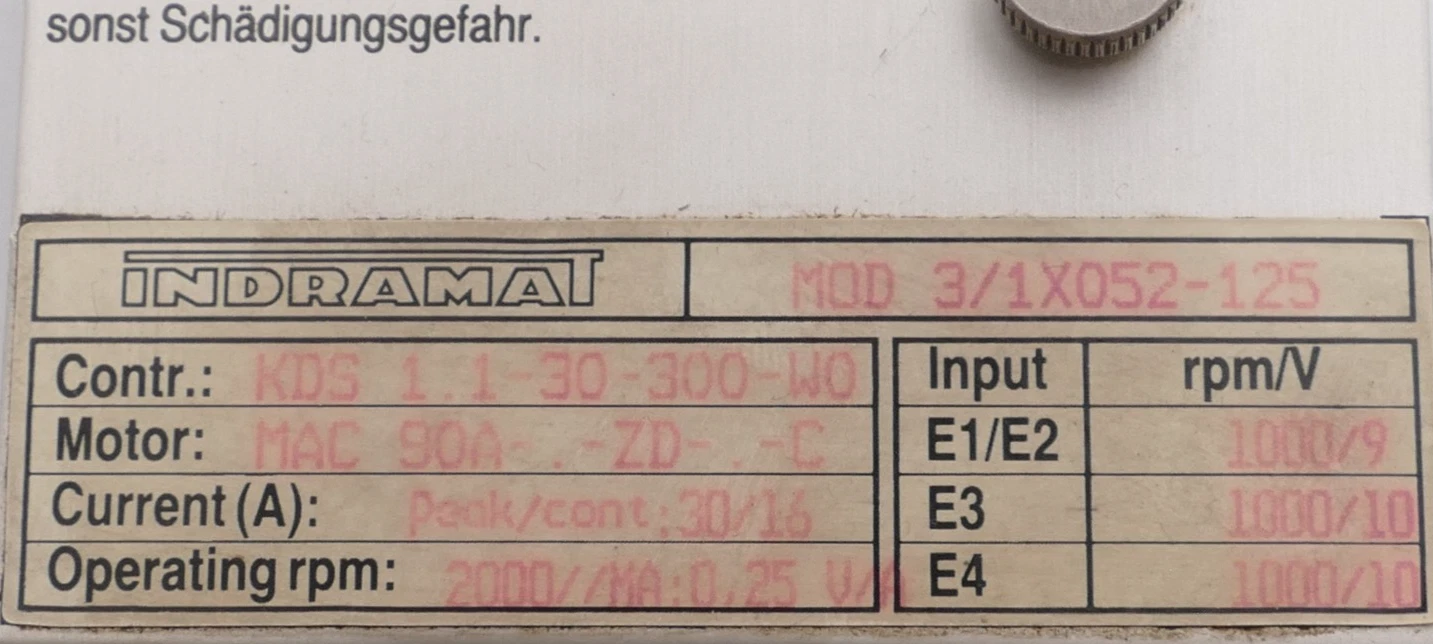 sonst Schädigungsgefahr.
INDRAMAT MOD 3/1X052-125
Contr.: KDS 1.1-30-300-W0 Input rpm/V
Motor: MAC 90A-.-ZD-.-C E1/E2 1000/9
Current (A): Peak/cont:30/16 E3 1000/10
Operating rpm: 2000//MA:0,25 V/A E4 1000/10